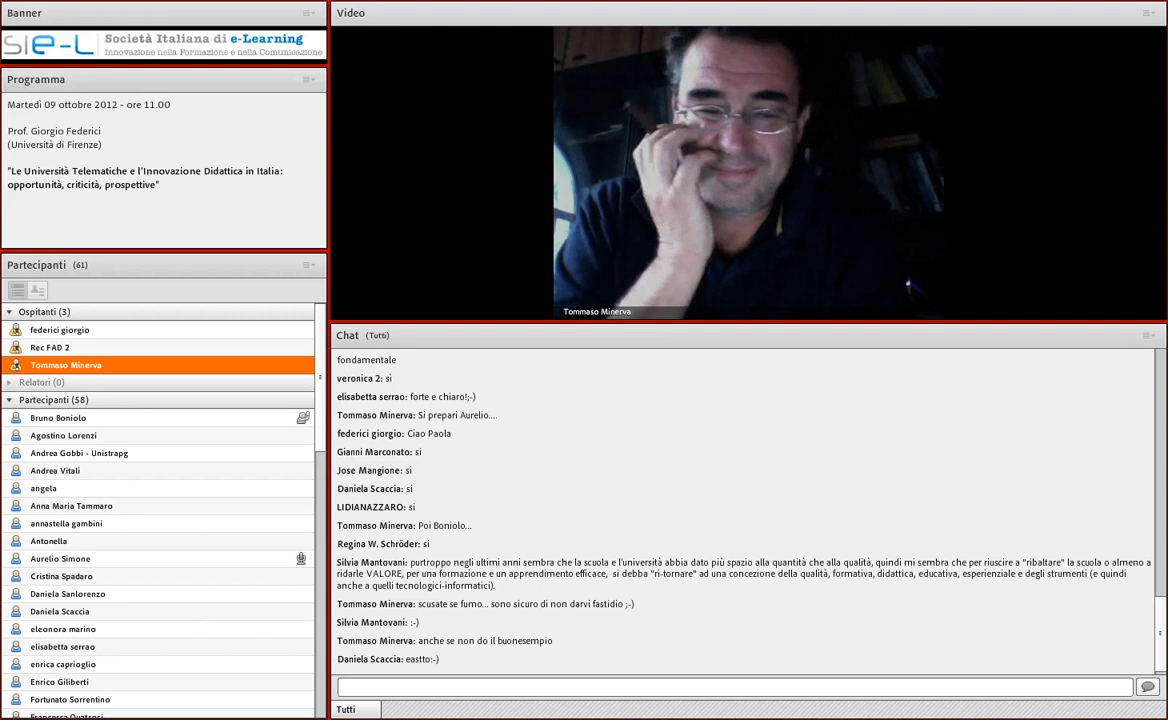 Banner
SIe-L Società Italiana di e-Learning
Innovazione nella Formazione e nella Comunicazione
Programma
Martedì 09 ottobre 2012 - ore 11.00
Prof. Giorgio Federici
(Università di Firenze)
"Le Università Telematiche e l'Innovazione Didattica in Italia:
opportunità, criticità, prospettive"
Partecipanti (61)
Ospitanti (3)
federici giorgio
Rec FAD 2
Tommaso Minerva
Relatori (0)
Partecipanti (58)
Bruno Boniolo
Agostino Lorenzi
Andrea Gobbi - Unistrapg
Andrea Vitali
angela
Anna Maria Tammaro
annastella gambini
Antonella
Aurelio Simone
Cristina Spadaro
Daniela Sanlorenzo
Daniela Scaccia
eleonora marino
elisabetta serrao
enrica caprioglio
Enrico Giliberti
Fortunato Sorrentino
Video
Tommaso Minerva
Chat (Tutti)
fondamentale
veronica 2: sì
elisabetta serrao: forte e chiaro!;-)
Tommaso Minerva: Si prepari Aurelio....
federici giorgio: Ciao Paola
Gianni Marconato: si
Jose Mangione: si
Daniela Scaccia: si
LIDIANAZZARO: si
Tommaso Minerva: Poi Boniolo...
Regina W. Schröder: si
Silvia Mantovani: purtroppo negli ultimi anni sembra che la scuola e l'università abbia dato più spazio alla quantità che alla qualità, quindi mi sembra che per riuscire a "ribaltare" la scuola o almeno a
ridarle VALORE, per una formazione e un apprendimento efficace, si debba "ri-tornare" ad una concezione della qualità, formativa, didattica, educativa, esperienziale e degli strumenti (e quindi
anche a quelli tecnologici-informatici).
Tommaso Minerva: scusate se fumo... sono sicuro di non darvi fastidio ;-)
Silvia Mantovani: :-)
Tommaso Minerva: anche se non do il buonesempio
Daniela Scaccia: eastto:-)
Tutti